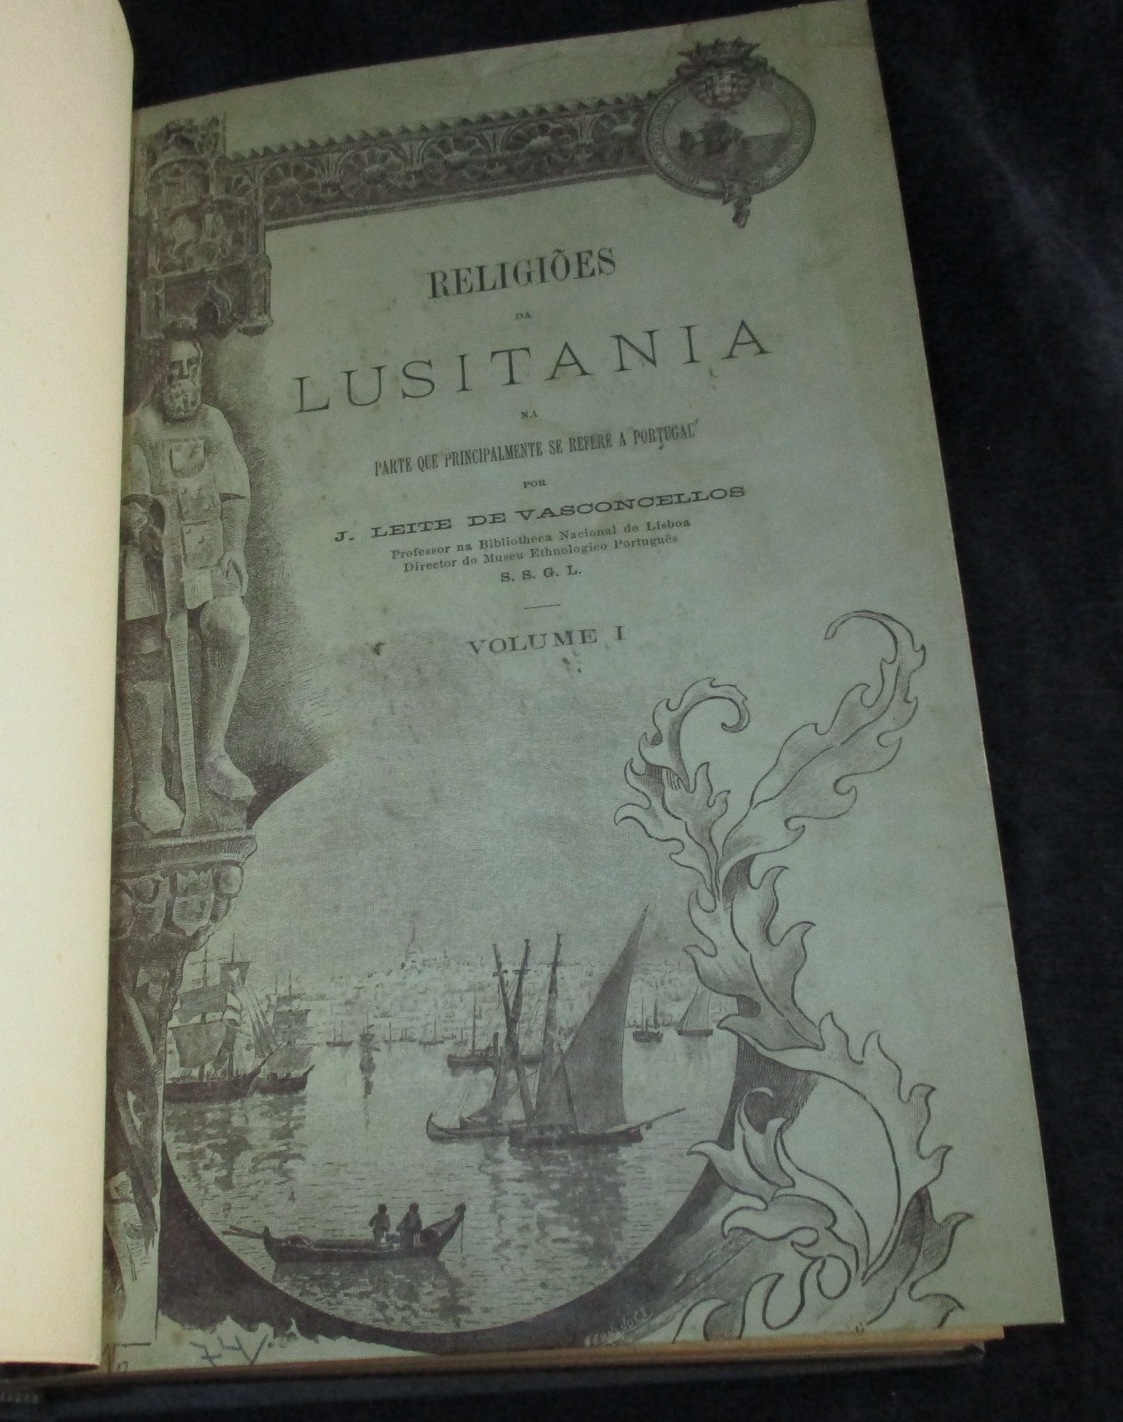 RELIGIÕES
DA
LUSITANIA
NA
PARTE QUE PRINCIPALMENTE SE REFERE A PORTUGAL
POR
J. LEITE DE VASCONCELLOS
Professor na Bibliotheca Nacional de Lisboa
Director do Museu Ethnologico Português
S. S. G. L.
VOLUME I